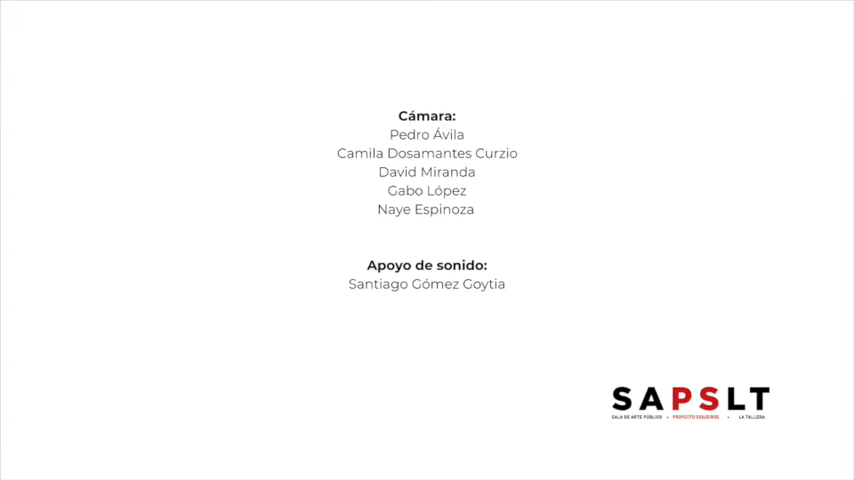 Cámara:
Pedro Ávila
Camila Dosamantes Curzio
David Miranda
Gabo López
Naye Espinoza
Apoyo de sonido:
Santiago Gómez Goytia
SAPSLT
SALA DE ARTE PÚBLICO • PROYECTO SIQUEIROS • LA TALLERA